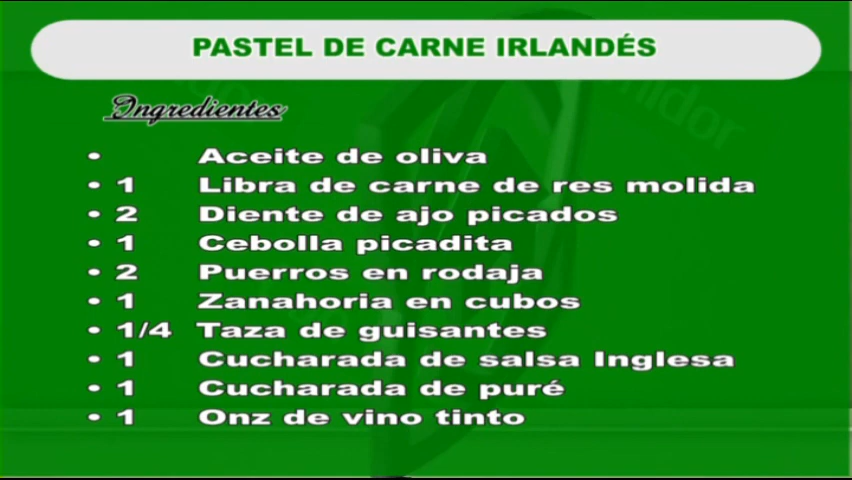 PASTEL DE CARNE IRLANDÉS
Ingredientes
• Aceite de oliva
• 1 Libra de carne de res molida
• 2 Diente de ajo picados
• 1 Cebolla picadita
• 2 Puerros en rodaja
• 1 Zanahoria en cubos
• 1/4 Taza de guisantes
• 1 Cucharada de salsa Inglesa
• 1 Cucharada de puré
• 1 Onz de vino tinto